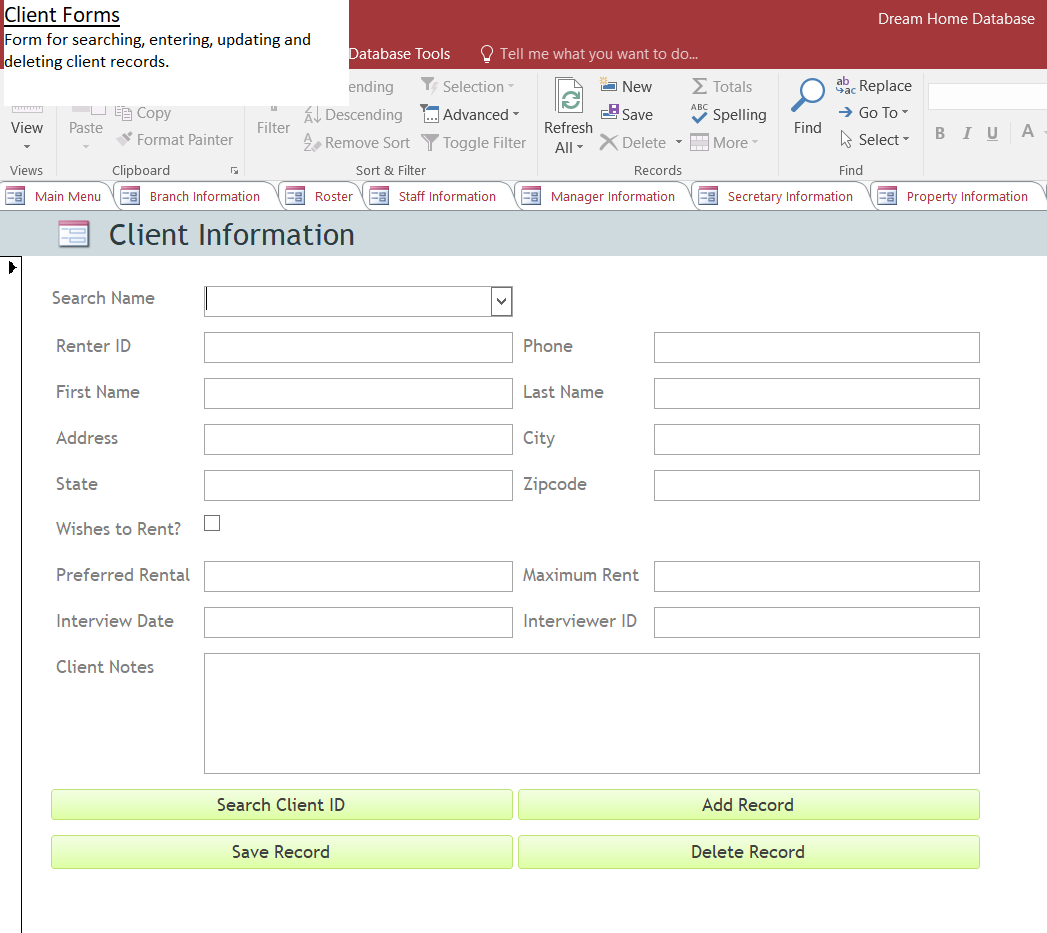 Client Forms
Form for searching, entering, updating and
deleting client records.
Dream Home Database
Database Tools Tell me what you want to do...
View
Views
Paste
Copy
Format Painter
Clipboard
Filter
Descending
Remove Sort
Selection
Advanced
Toggle Filter
Sort & Filter
Refresh
All
New
Save
Delete
Totals
ABC
Spelling
More
Records
Find
ab
ac
Replace
Go To
Select
Find
B I U A
Main Menu Branch Information Roster Staff Information Manager Information Secretary Information Property Information
Client Information
Search Name
Renter ID Phone
First Name Last Name
Address City
State Zipcode
Wishes to Rent?
Preferred Rental Maximum Rent
Interview Date Interviewer ID
Client Notes
Search Client ID Add Record
Save Record Delete Record